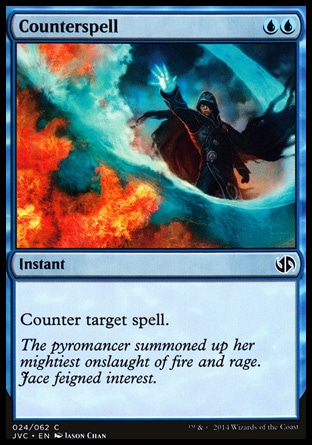 Counterspell
Instant
Counter target spell.
The pyromancer summoned up her
mightiest onslaught of fire and rage.
Jace feigned interest.
024/062 C
JVC • EN Jason Chan
™ & © 2014 Wizards of the Coast